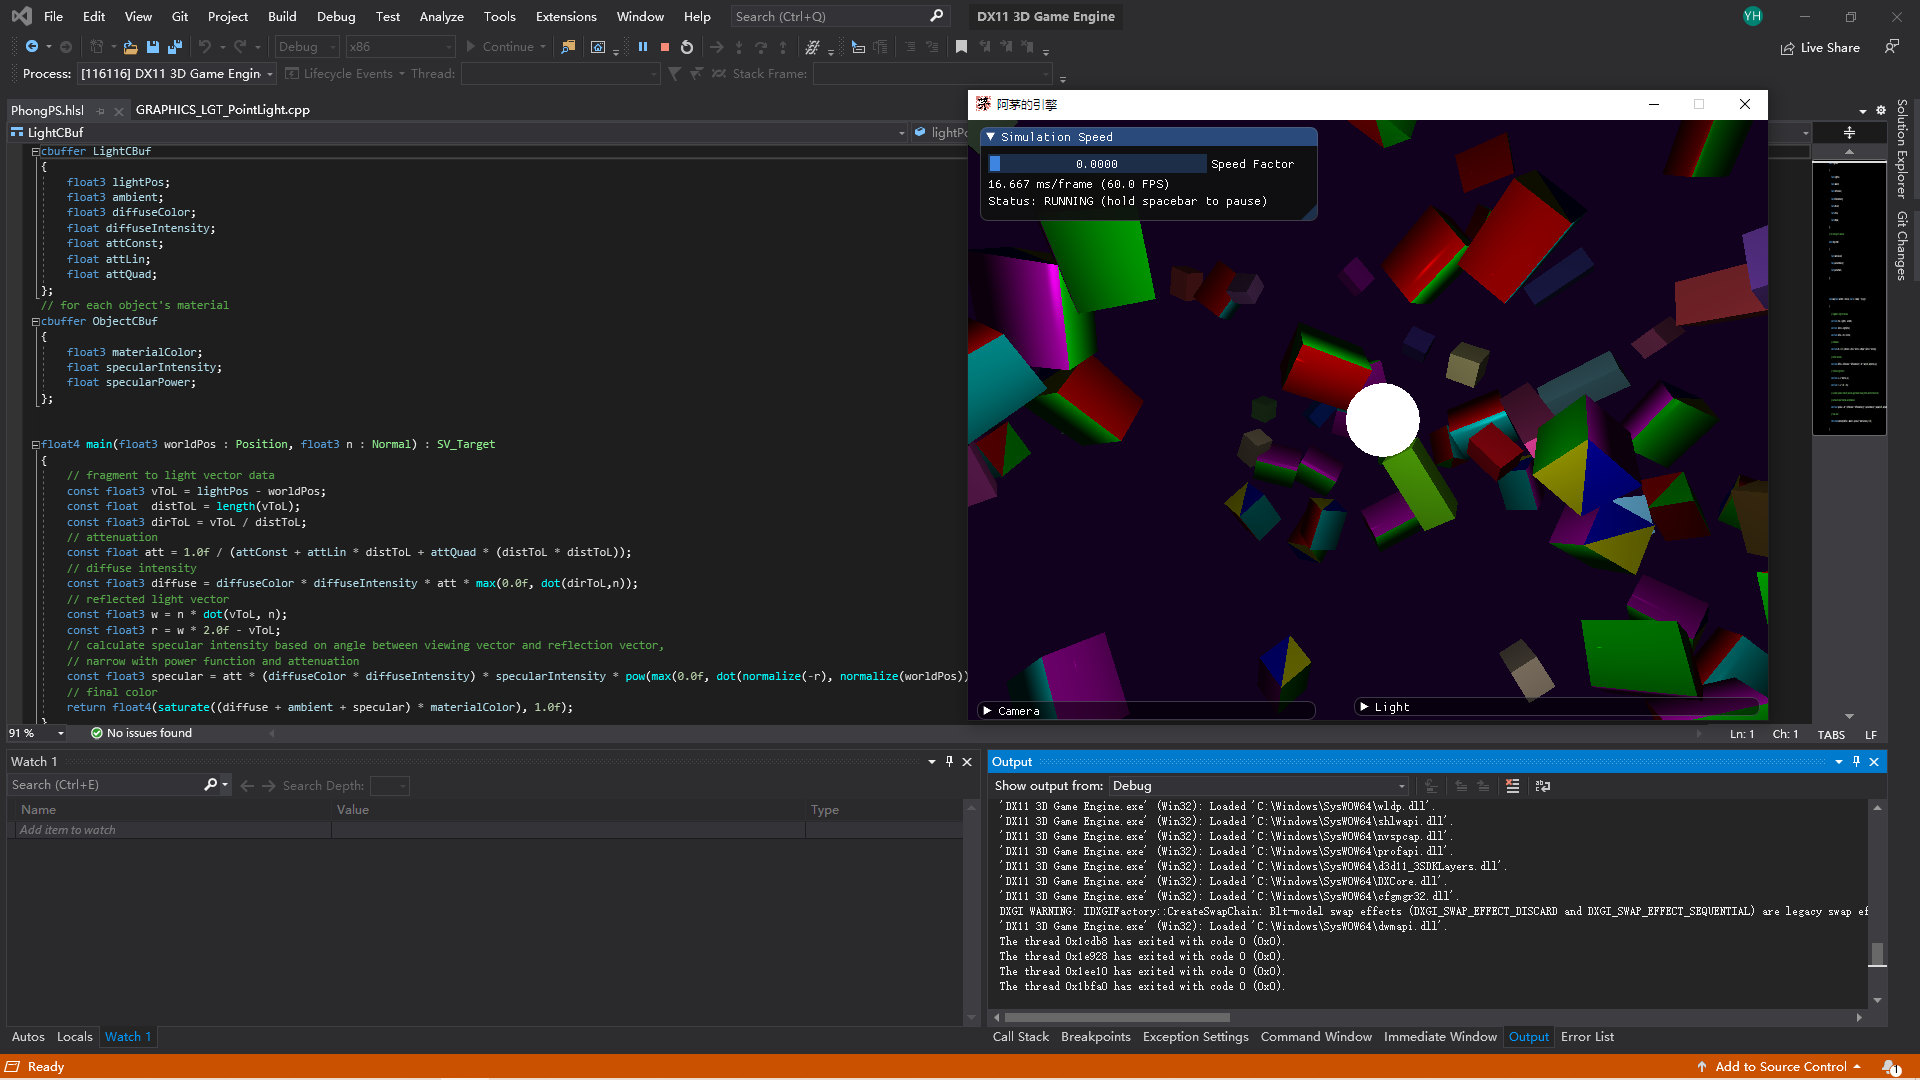 File Edit View Git Project Build Debug Test Analyze Tools Extensions Window Help Search (Ctrl+Q) DX11 3D Game Engine YH
Debug x86 Continue Live Share
Process: [116116] DX11 3D Game Engin Lifecycle Events Thread: Stack Frame:
PhongPS.hlsl GRAPHICS_LGT_PointLight.cpp
LightCBuf
cbuffer LightCBuf
{
float3 lightPos;
float3 ambient;
float3 diffuseColor;
float diffuseIntensity;
float attConst;
float attLin;
float attQuad;
};
// for each object's material
cbuffer ObjectCBuf
{
float3 materialColor;
float specularIntensity;
float specularPower;
};
float4 main(float3 worldPos : Position, float3 n : Normal) : SV_Target
{
// fragment to light vector data
const float3 vToL = lightPos - worldPos;
const float  distToL = length(vToL);
const float3 dirToL = vToL / distToL;
// attenuation
const float att = 1.0f / (attConst + attLin * distToL + attQuad * (distToL * distToL));
// diffuse intensity
const float3 diffuse = diffuseColor * diffuseIntensity * att * max(0.0f, dot(dirToL,n));
// reflected light vector
const float3 w = n * dot(vToL, n);
const float3 r = w * 2.0f - vToL;
// calculate specular intensity based on angle between viewing vector and reflection vector,
// narrow with power function and attenuation
const float3 specular = att * (diffuseColor * diffuseIntensity) * specularIntensity * pow(max(0.0f, dot(normalize(-r), normalize(worldPos))
// final color
return float4(saturate((diffuse + ambient + specular) * materialColor), 1.0f);
}
91 % No issues found Ln: 1 Ch: 1 TABS LF
阿茅的引擎
Simulation Speed
0.0000 Speed Factor
16.667 ms/frame (60.0 FPS)
Status: RUNNING (hold spacebar to pause)
Camera
Light
Solution Explorer
Git Changes
Watch 1
Search (Ctrl+E) Search Depth:
Name Value Type
Add item to watch
Autos Locals Watch 1
Output
Show output from: Debug
'DX11 3D Game Engine.exe' (Win32): Loaded 'C:\Windows\SysWOW64\wldp.dll'.
'DX11 3D Game Engine.exe' (Win32): Loaded 'C:\Windows\SysWOW64\shlwapi.dll'.
'DX11 3D Game Engine.exe' (Win32): Loaded 'C:\Windows\SysWOW64\nvspcap.dll'.
'DX11 3D Game Engine.exe' (Win32): Loaded 'C:\Windows\SysWOW64\profapi.dll'.
'DX11 3D Game Engine.exe' (Win32): Loaded 'C:\Windows\SysWOW64\d3d11_3SDKLayers.dll'.
'DX11 3D Game Engine.exe' (Win32): Loaded 'C:\Windows\SysWOW64\DXCore.dll'.
'DX11 3D Game Engine.exe' (Win32): Loaded 'C:\Windows\SysWOW64\cfgmgr32.dll'.
DXGI WARNING: IDXGIFactory::CreateSwapChain: Blt-model swap effects (DXGI_SWAP_EFFECT_DISCARD and DXGI_SWAP_EFFECT_SEQUENTIAL) are legacy swap ef
'DX11 3D Game Engine.exe' (Win32): Loaded 'C:\Windows\SysWOW64\dwmapi.dll'.
The thread 0x1cdb8 has exited with code 0 (0x0).
The thread 0x1e928 has exited with code 0 (0x0).
The thread 0x1ee10 has exited with code 0 (0x0).
The thread 0x1bfa0 has exited with code 0 (0x0).
Call Stack Breakpoints Exception Settings Command Window Immediate Window Output Error List
Ready Add to Source Control 1